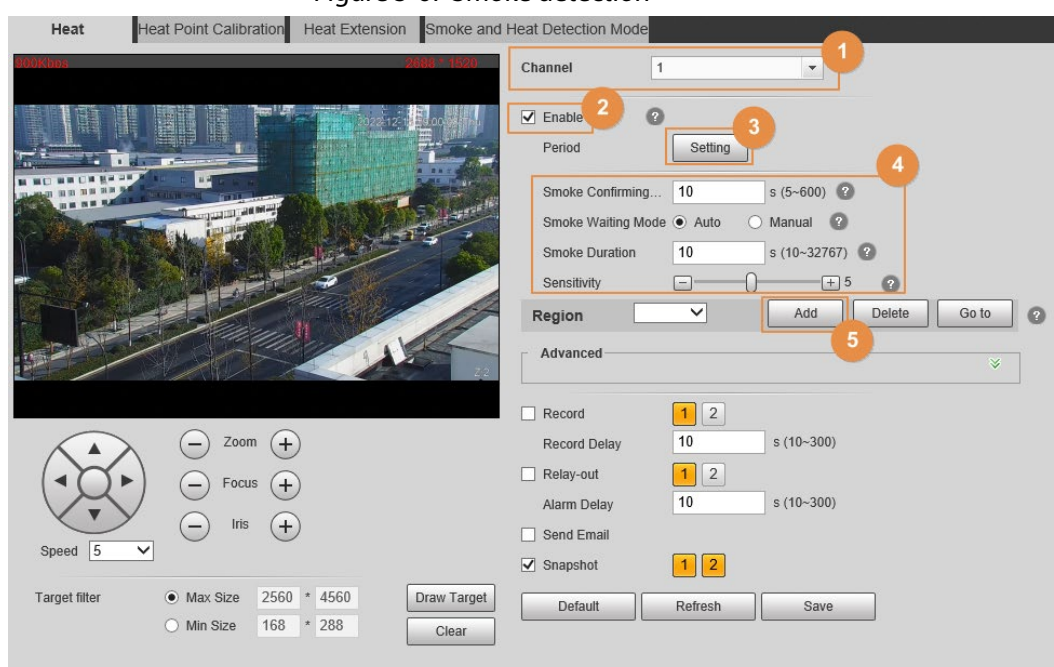 Heat Heat Point Calibration Heat Extension Smoke and Heat Detection Mode
900Kbps 2688 * 1520
Channel 1
1
Enable ?
2
Period Setting
3
4
Smoke Confirming... 10 s (5~600) ?
Smoke Waiting Mode Auto Manual ?
Smoke Duration 10 s (10~32767) ?
Sensitivity 5 ?
Region Add Delete Go to ?
5
Advanced
Z 2
Record 1 2
Record Delay 10 s (10~300)
Relay-out 1 2
Alarm Delay 10 s (10~300)
Send Email
Snapshot 1 2
Default Refresh Save
Zoom
Focus
Iris
Speed 5
Target filter Max Size 2560 * 4560 Draw Target
Min Size 168 * 288 Clear